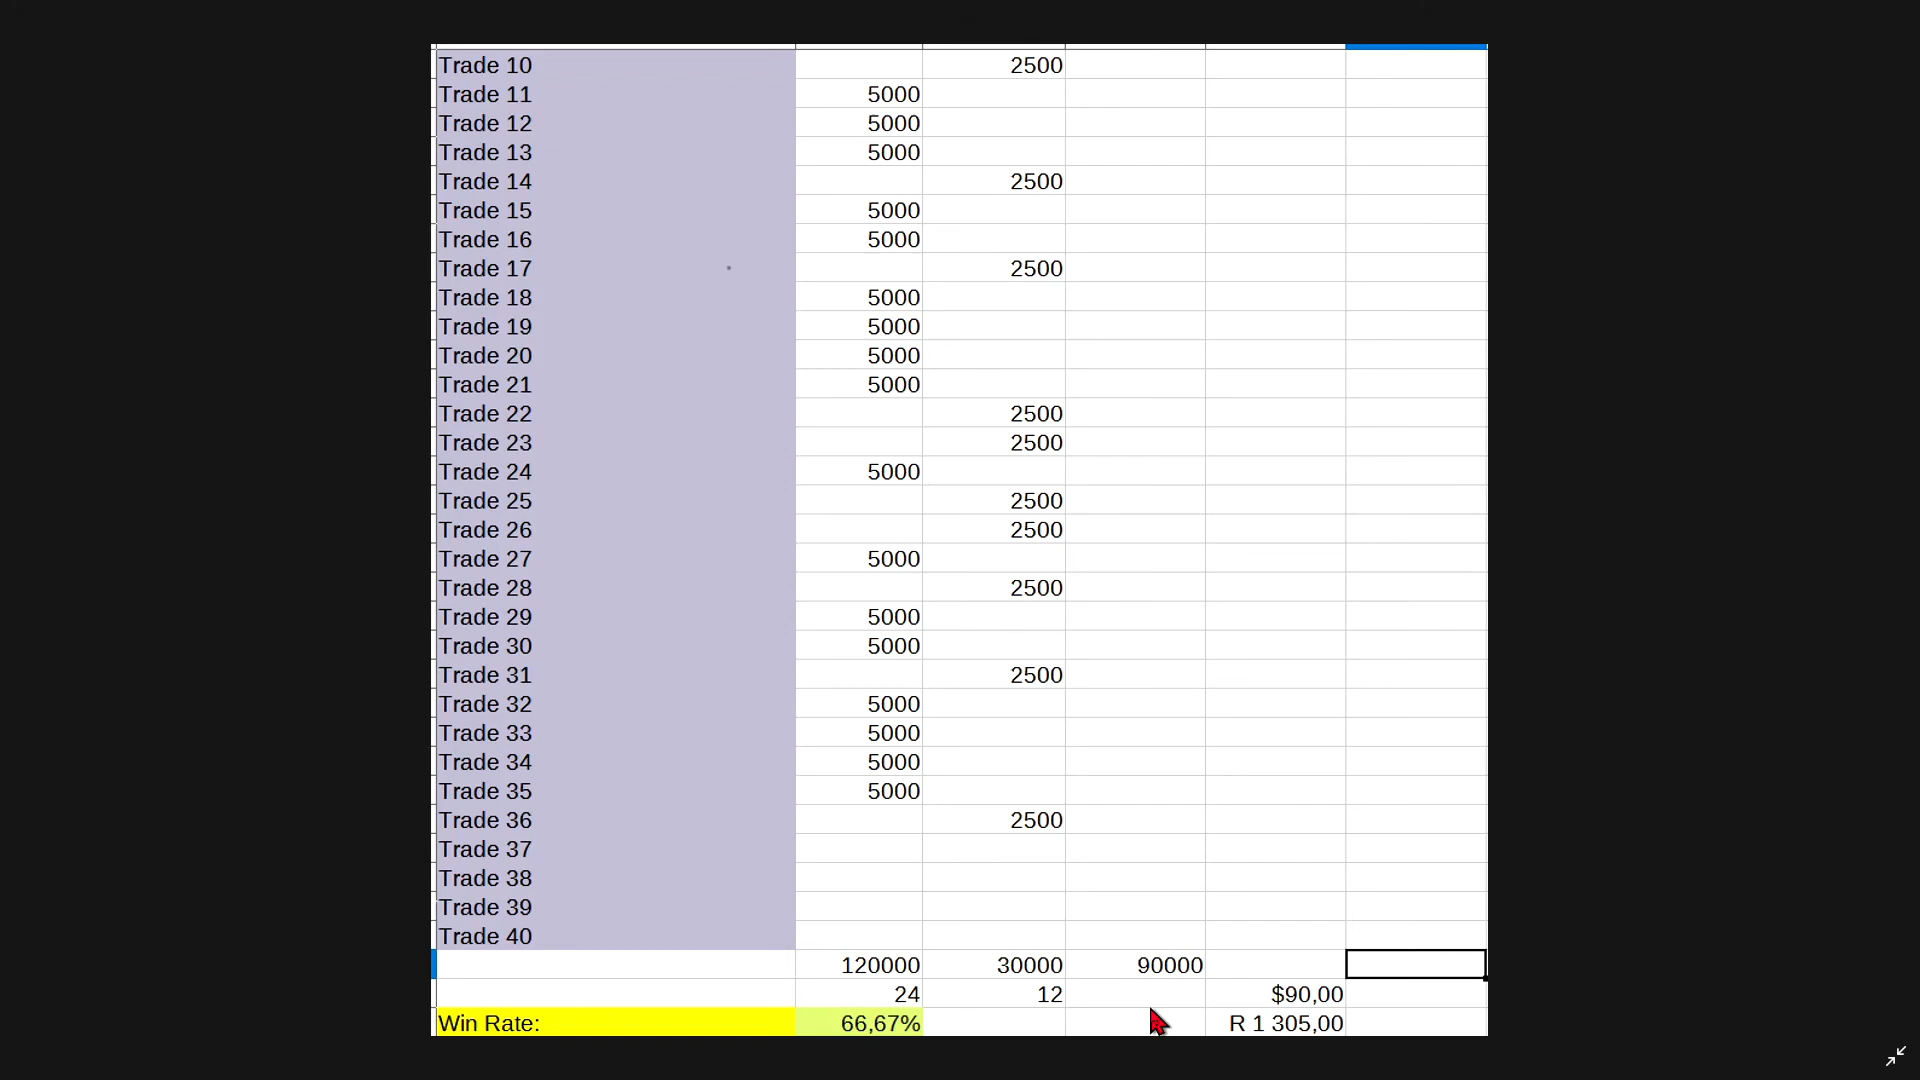 Trade 10 2500
Trade 11 5000
Trade 12 5000
Trade 13 5000
Trade 14 2500
Trade 15 5000
Trade 16 5000
Trade 17 2500
Trade 18 5000
Trade 19 5000
Trade 20 5000
Trade 21 5000
Trade 22 2500
Trade 23 2500
Trade 24 5000
Trade 25 2500
Trade 26 2500
Trade 27 5000
Trade 28 2500
Trade 29 5000
Trade 30 5000
Trade 31 2500
Trade 32 5000
Trade 33 5000
Trade 34 5000
Trade 35 5000
Trade 36 2500
Trade 37
Trade 38
Trade 39
Trade 40
120000 30000 90000
24 12 $90,00
Win Rate: 66,67% R 1 305,00